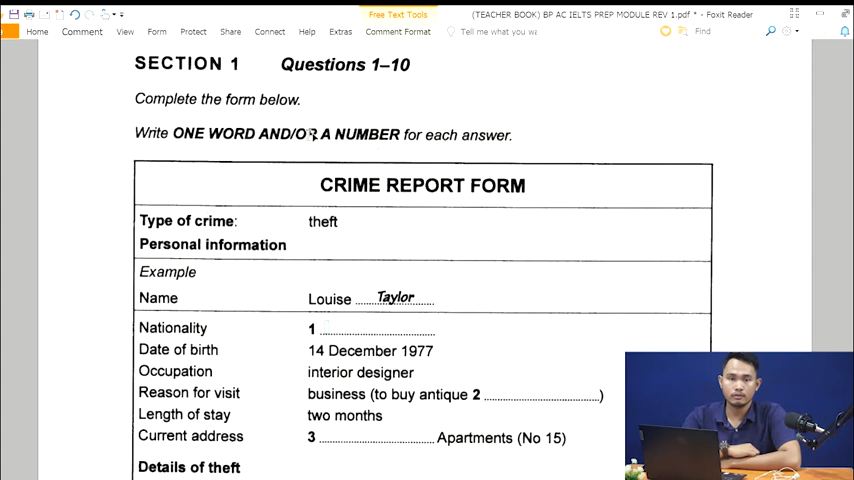 Free Text Tools
(TEACHER BOOK) BP AC IELTS PREP MODULE REV 1.pdf * - Foxit Reader
Home Comment View Form Protect Share Connect Help Extras Comment Format Tell me what you wa Find
SECTION 1 Questions 1–10
Complete the form below.
Write ONE WORD AND/OR A NUMBER for each answer.
CRIME REPORT FORM
Type of crime: theft
Personal information
Example
Name Louise Taylor
Nationality 1
Date of birth 14 December 1977
Occupation interior designer
Reason for visit business (to buy antique 2 )
Length of stay two months
Current address 3 Apartments (No 15)
Details of theft